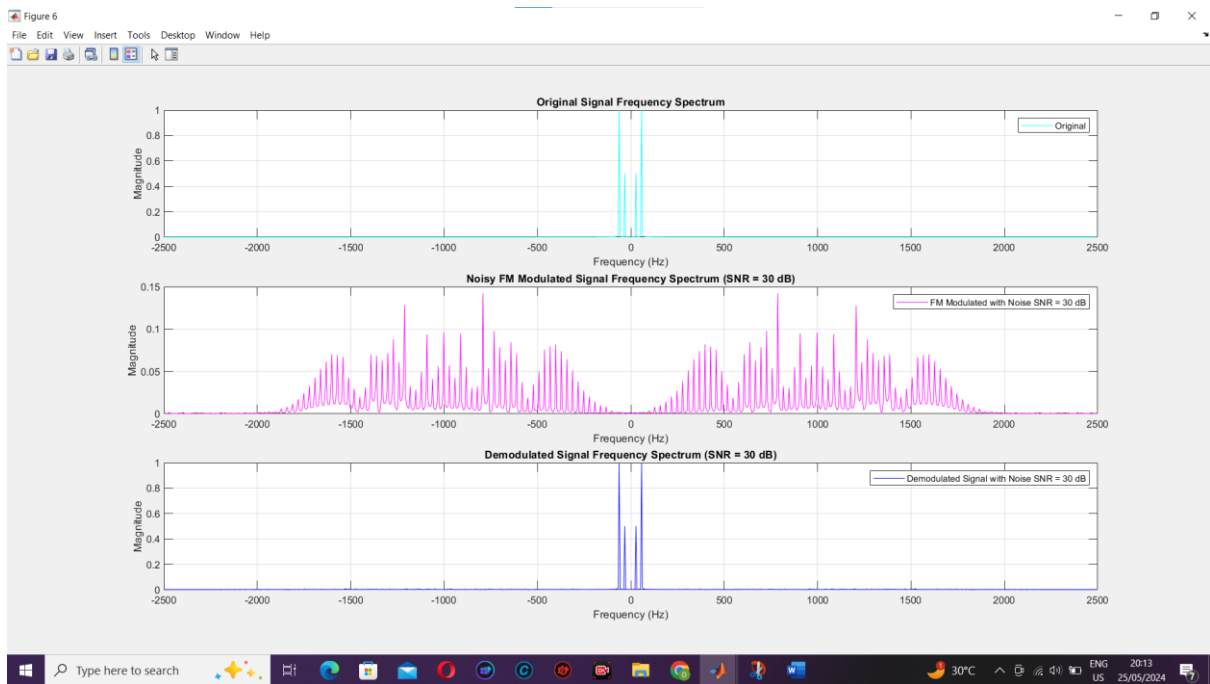 Figure 6
File Edit View Insert Tools Desktop Window Help
Original Signal Frequency Spectrum
Original
Magnitude
1
0.8
0.6
0.4
0.2
0
-2500 -2000 -1500 -1000 -500 0 500 1000 1500 2000 2500
Frequency (Hz)
Noisy FM Modulated Signal Frequency Spectrum (SNR = 30 dB)
FM Modulated with Noise SNR = 30 dB
Magnitude
0.15
0.1
0.05
0
-2500 -2000 -1500 -1000 -500 0 500 1000 1500 2000 2500
Frequency (Hz)
Demodulated Signal Frequency Spectrum (SNR = 30 dB)
Demodulated Signal with Noise SNR = 30 dB
Magnitude
1
0.8
0.6
0.4
0.2
0
-2500 -2000 -1500 -1000 -500 0 500 1000 1500 2000 2500
Frequency (Hz)
Type here to search
30°C
ENG
US
20:13
25/05/2024
7